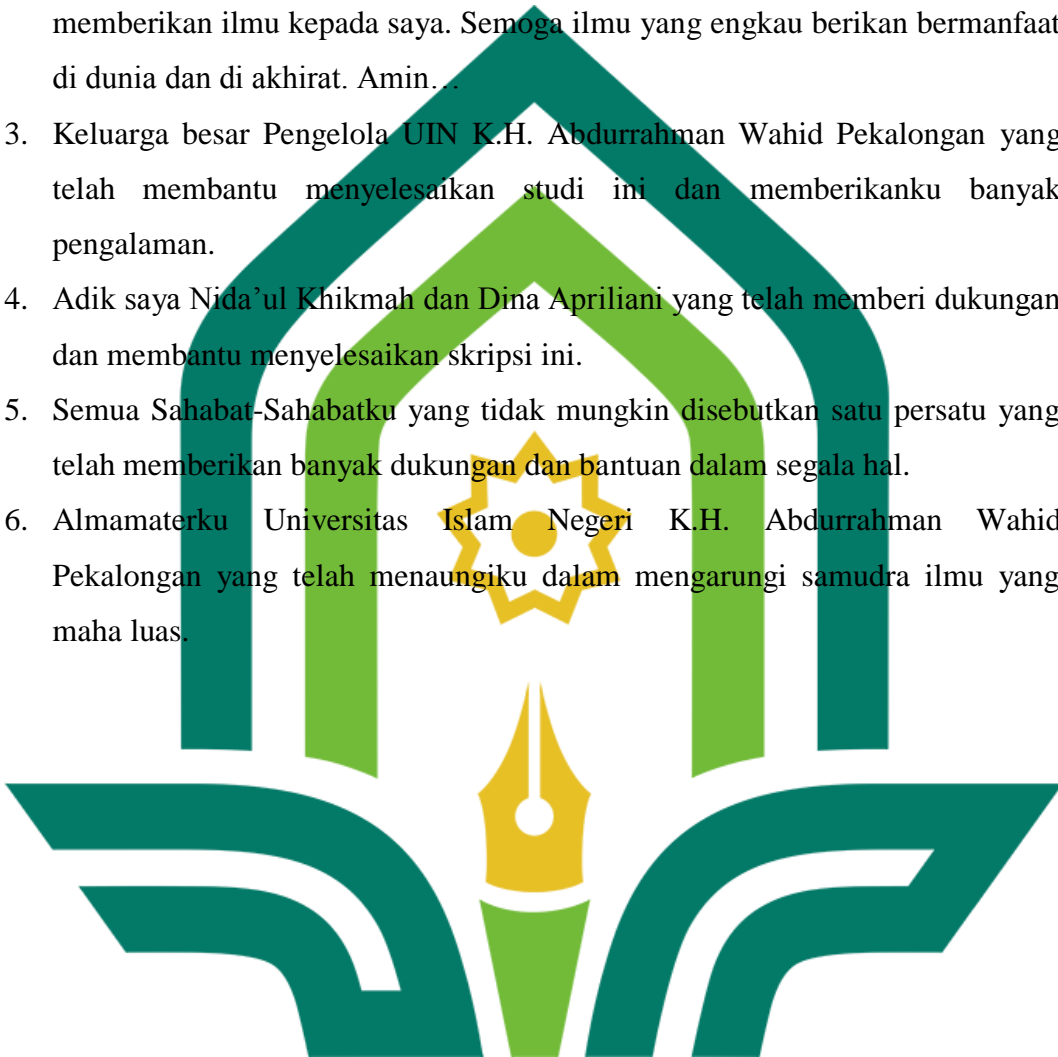 memberikan ilmu kepada saya. Semoga ilmu yang engkau berikan bermanfaat
di dunia dan di akhirat. Amin…
3. Keluarga besar Pengelola UIN K.H. Abdurrahman Wahid Pekalongan yang
telah membantu menyelesaikan studi ini dan memberikanku banyak
pengalaman.
4. Adik saya Nida’ul Khikmah dan Dina Apriliani yang telah memberi dukungan
dan membantu menyelesaikan skripsi ini.
5. Semua Sahabat-Sahabatku yang tidak mungkin disebutkan satu persatu yang
telah memberikan banyak dukungan dan bantuan dalam segala hal.
6. Almamaterku Universitas Islam Negeri K.H. Abdurrahman Wahid
Pekalongan yang telah menaungiku dalam mengarungi samudra ilmu yang
maha luas.